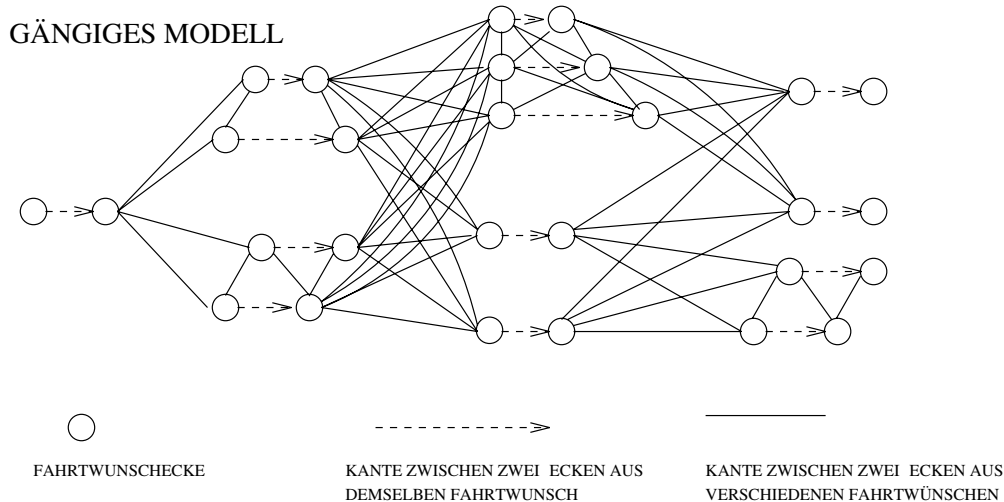 GÄNGIGES MODELL
FAHRTWUNSCHECKE
KANTE ZWISCHEN ZWEI ECKEN AUS
DEMSELBEN FAHRTWUNSCH
KANTE ZWISCHEN ZWEI ECKEN AUS
VERSCHIEDENEN FAHRTWÜNSCHEN